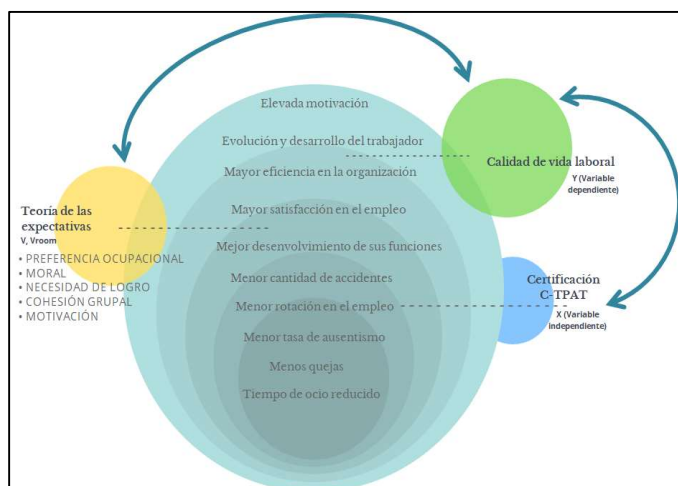 Elevada motivación
Evolución y desarrollo del trabajador
Mayor eficiencia en la organización
Mayor satisfacción en el empleo
Mejor desenvolvimiento de sus funciones
Menor cantidad de accidentes
Menor rotación en el empleo
Menor tasa de ausentismo
Menos quejas
Tiempo de ocio reducido
Calidad de vida laboral
Y (Variable
dependiente)
Teoría de las
expectativas
V, Vroom
• PREFERENCIA OCUPACIONAL
• MORAL
• NECESIDAD DE LOGRO
• COHESIÓN GRUPAL
• MOTIVACIÓN
Certificación
C-TPAT
X (Variable
independiente)